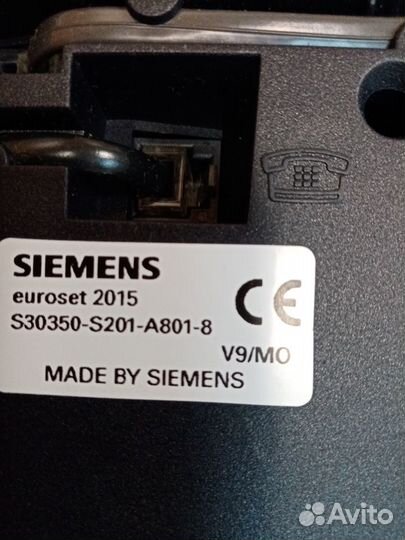 SIEMENS
euroset 2015
S30350-S201-A801-8
CE
V9/MO
MADE BY SIEMENS
Avito